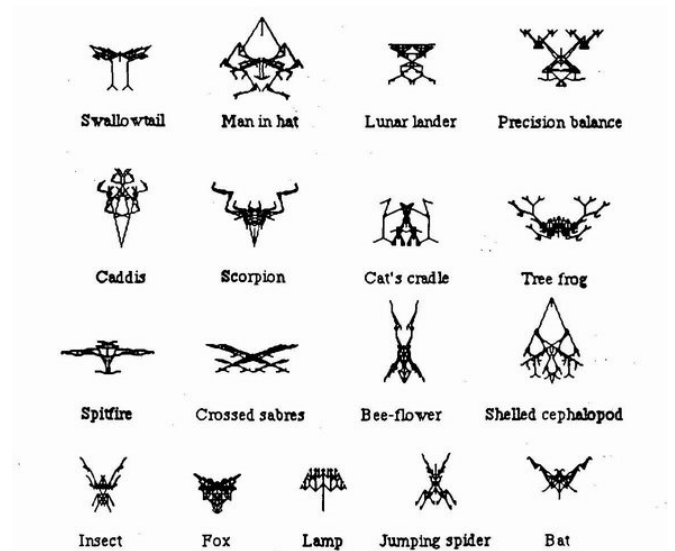 Swallowtail Man in hat Lunar lander Precision balance
Caddis Scorpion Cat's cradle Tree frog
Spitfire Crossed sabres Bee-flower Shelled cephalopod
Insect Fox Lamp Jumping spider Bat